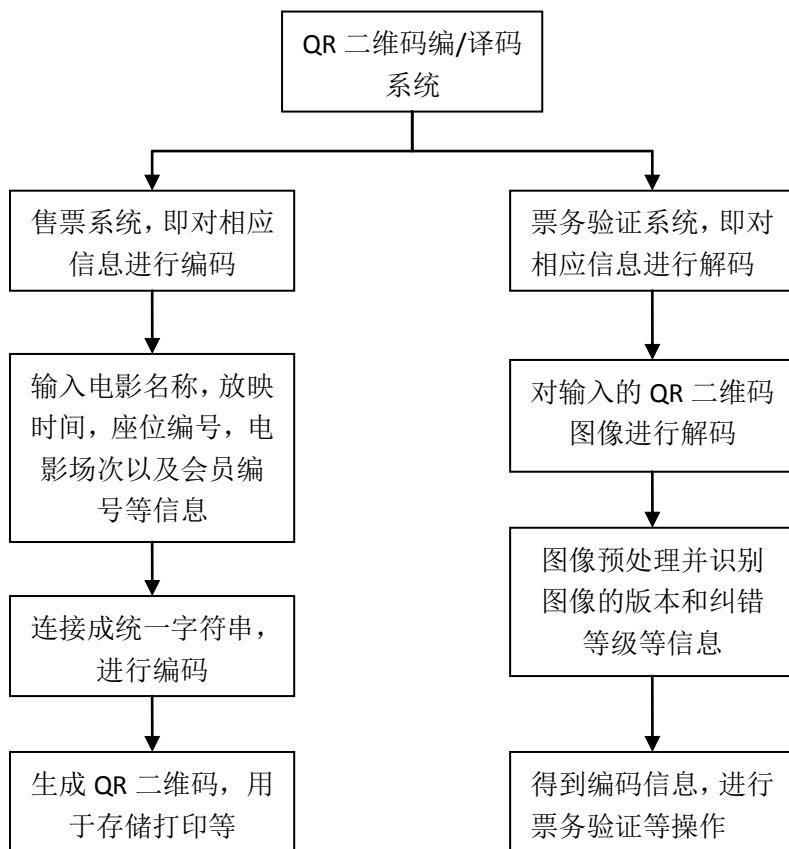 QR 二维码编/译码
系统
售票系统，即对相应
信息进行编码
票务验证系统，即对
相应信息进行解码
输入电影名称，放映
时间，座位编号，电
影场次以及会员编
号等信息
对输入的 QR 二维码
图像进行解码
图像预处理并识别
图像的版本和纠错
等级等信息
连接成统一字符串，
进行编码
生成 QR 二维码，用
于存储打印等
得到编码信息，进行
票务验证等操作